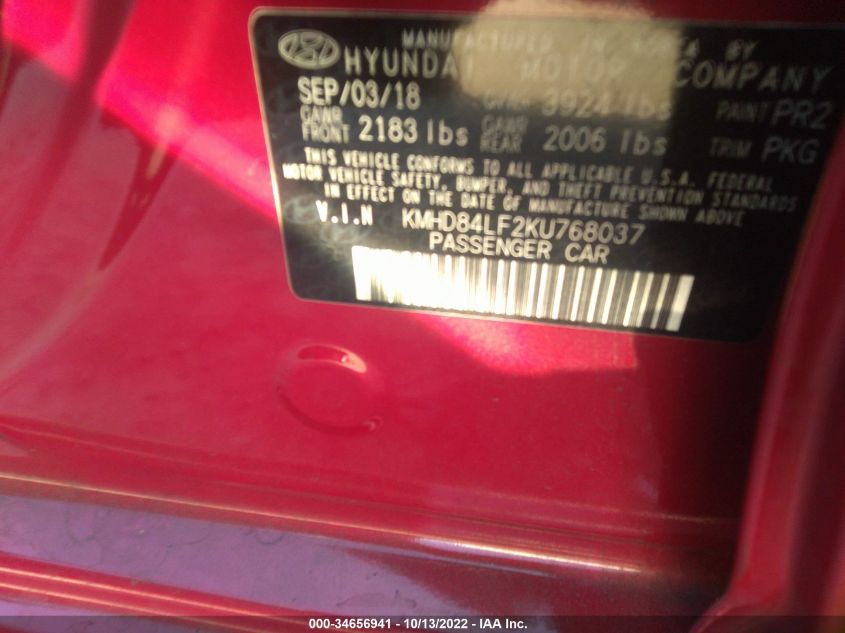 MANUFACTURED IN KOREA BY
HYUNDAI MOTOR COMPANY
SEP/03/18 GVWR 3924 lbs PAINT PR2
GAWR FRONT 2183 lbs GAWR REAR 2006 lbs TRIM PKG
THIS VEHICLE CONFORMS TO ALL APPLICABLE U.S.A. FEDERAL
MOTOR VEHICLE SAFETY, BUMPER, AND THEFT PREVENTION STANDARDS
IN EFFECT ON THE DATE OF MANUFACTURE SHOWN ABOVE
V.I.N KMHD84LF2KU768037
PASSENGER CAR
000-34656941 - 10/13/2022 - IAA Inc.